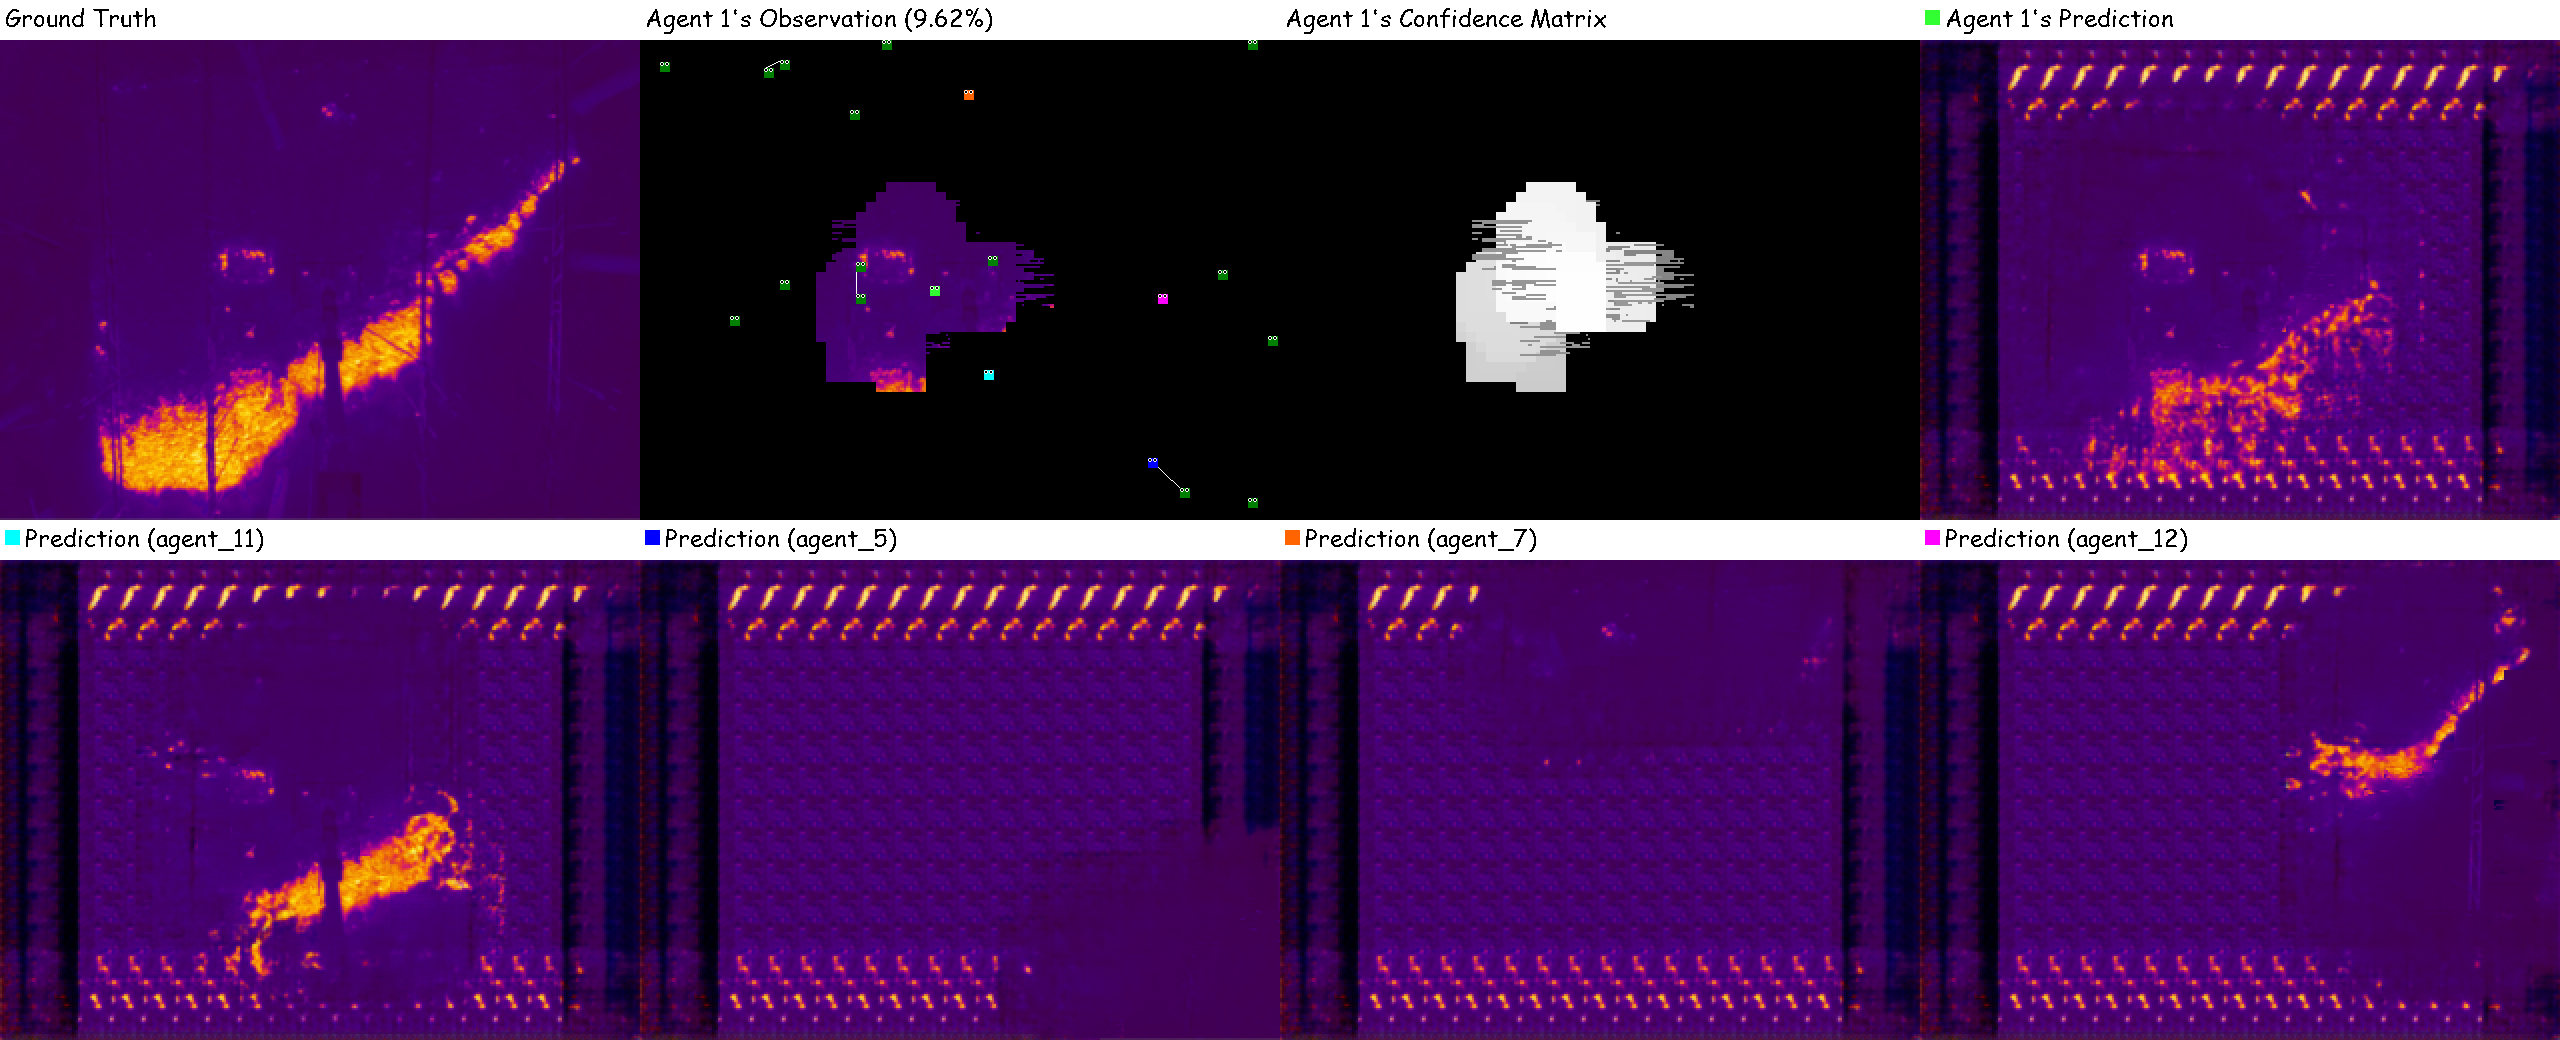 Ground Truth
Agent 1's Observation (9.62%)
Agent 1's Confidence Matrix
Agent 1's Prediction
Prediction (agent_11)
Prediction (agent_5)
Prediction (agent_7)
Prediction (agent_12)